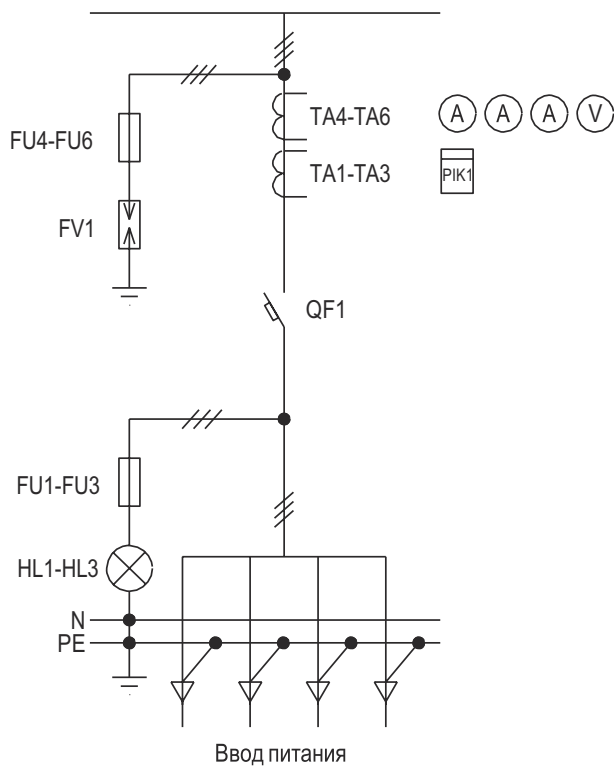 TA4-TA6
A A A V
FU4-FU6
TA1-TA3
PIK1
FV1
QF1
FU1-FU3
HL1-HL3
N
PE
Ввод питания